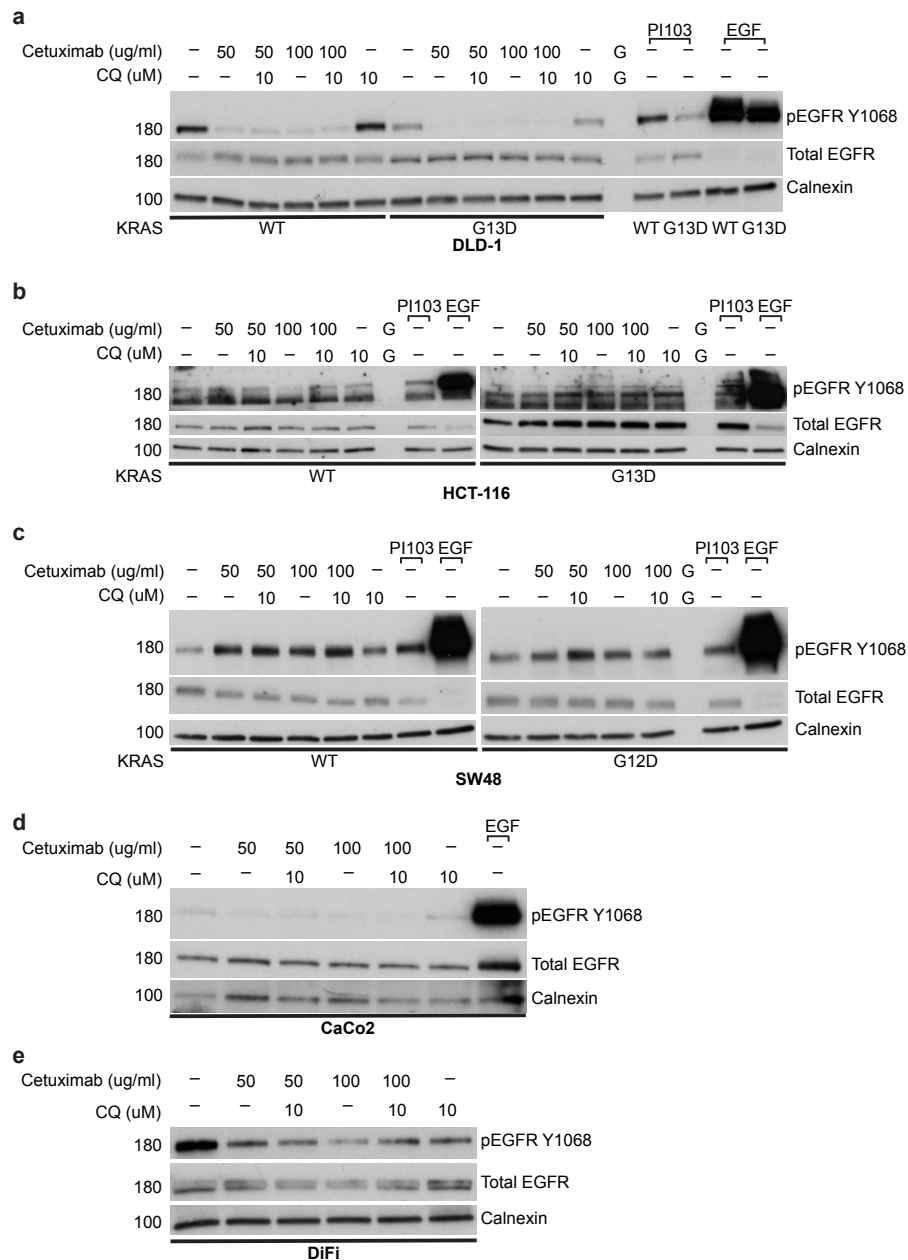 a
PI103 EGF
Cetuximab (ug/ml) – 50 50 100 100 – – 50 50 100 100 – G – – – –
CQ (uM) – – 10 – 10 10 – – 10 – 10 10 G – – – –
180 pEGFR Y1068
180 Total EGFR
100 Calnexin
KRAS WT G13D WT G13D WT G13D
DLD-1
b
PI103 EGF PI103 EGF
Cetuximab (ug/ml) – 50 50 100 100 – G – – – 50 50 100 100 – G – –
CQ (uM) – – 10 – 10 10 G – – – – 10 – 10 10 G – –
180 pEGFR Y1068
180 Total EGFR
100 Calnexin
KRAS WT G13D
HCT-116
c
PI103 EGF PI103 EGF
Cetuximab (ug/ml) – 50 50 100 100 – – – – 50 50 100 100 G – –
CQ (uM) – – 10 – 10 10 – – – – 10 – 10 G – –
180 pEGFR Y1068
180 Total EGFR
100 Calnexin
KRAS WT G12D
SW48
d
EGF
Cetuximab (ug/ml) – 50 50 100 100 – –
CQ (uM) – – 10 – 10 10 –
180 pEGFR Y1068
180 Total EGFR
100 Calnexin
CaCo2
e
Cetuximab (ug/ml) – 50 50 100 100 –
CQ (uM) – – 10 – 10 10
180 pEGFR Y1068
180 Total EGFR
100 Calnexin
DiFi